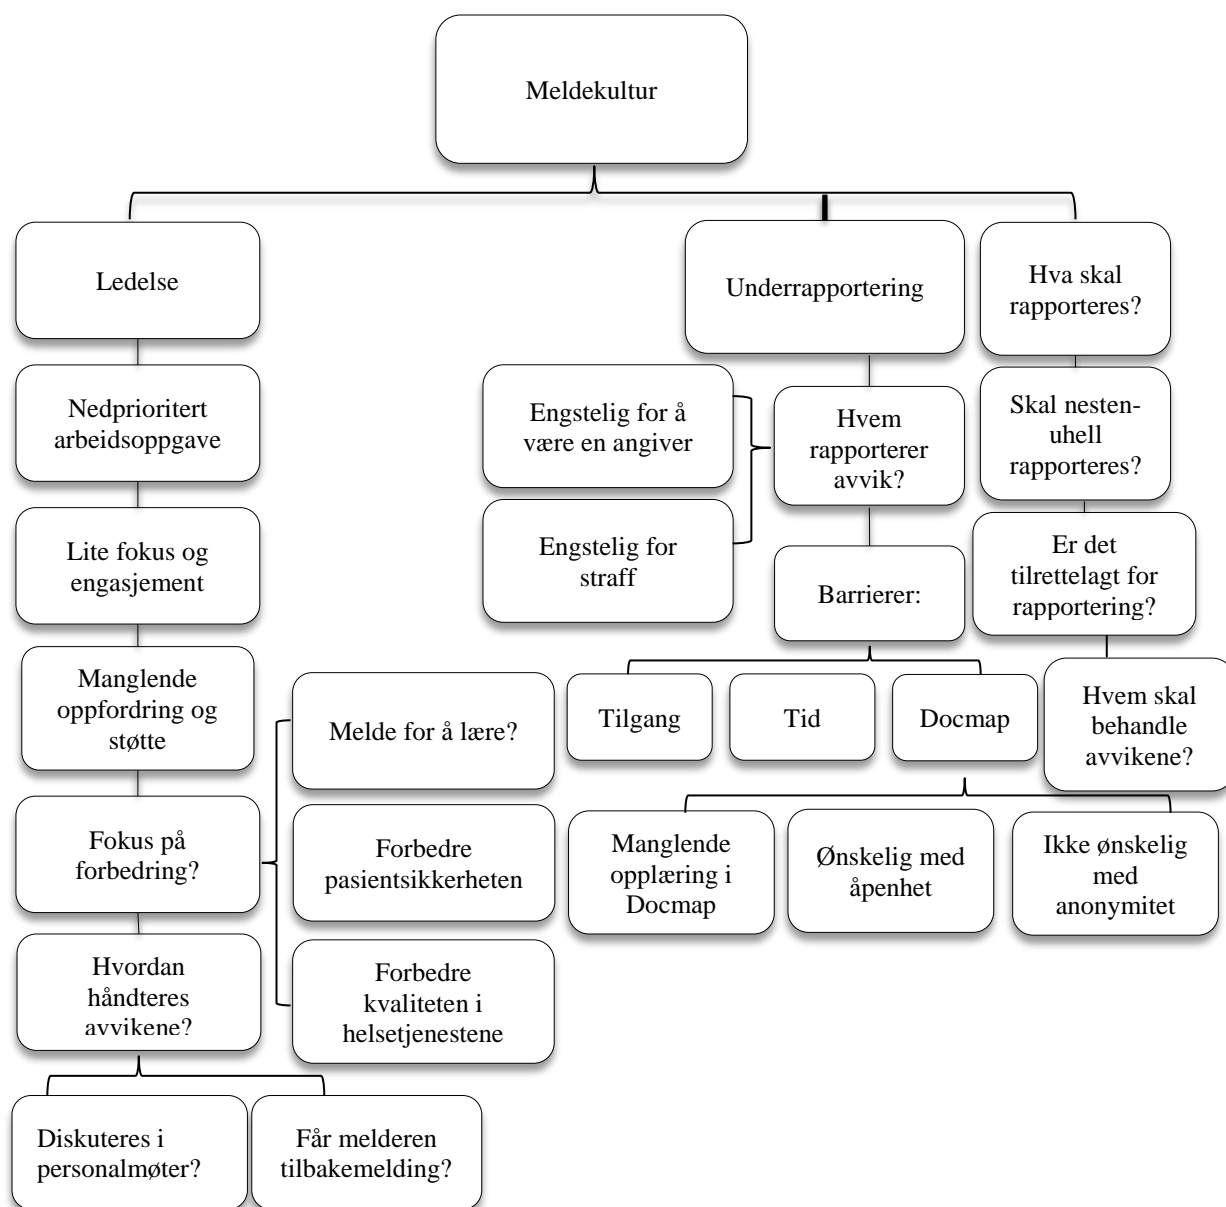 Meldekultur
Ledelse
Underrapportering
Hva skal
rapporteres?
Nedprioritert
arbeidsoppgave
Engstelig for å
være en angiver
Hvem
rapporterer
avvik?
Skal nesten-
uhell
rapporteres?
Lite fokus og
engasjement
Engstelig for
straff
Barrierer:
Er det
tilrettelagt for
rapportering?
Manglende
oppfordring og
støtte
Melde for å lære?
Tilgang
Tid
Docmap
Hvem skal
behandle
avvikene?
Fokus på
forbedring?
Forbedre
pasientsikkerheten
Manglende
opplæring i
Docmap
Ønskelig med
åpenhet
Ikke ønskelig
med
anonymitet
Hvordan
håndteres
avvikene?
Forbedre
kvaliteten i
helsetjenestene
Diskuteres i
personalmøter?
Får melderen
tilbakemelding?